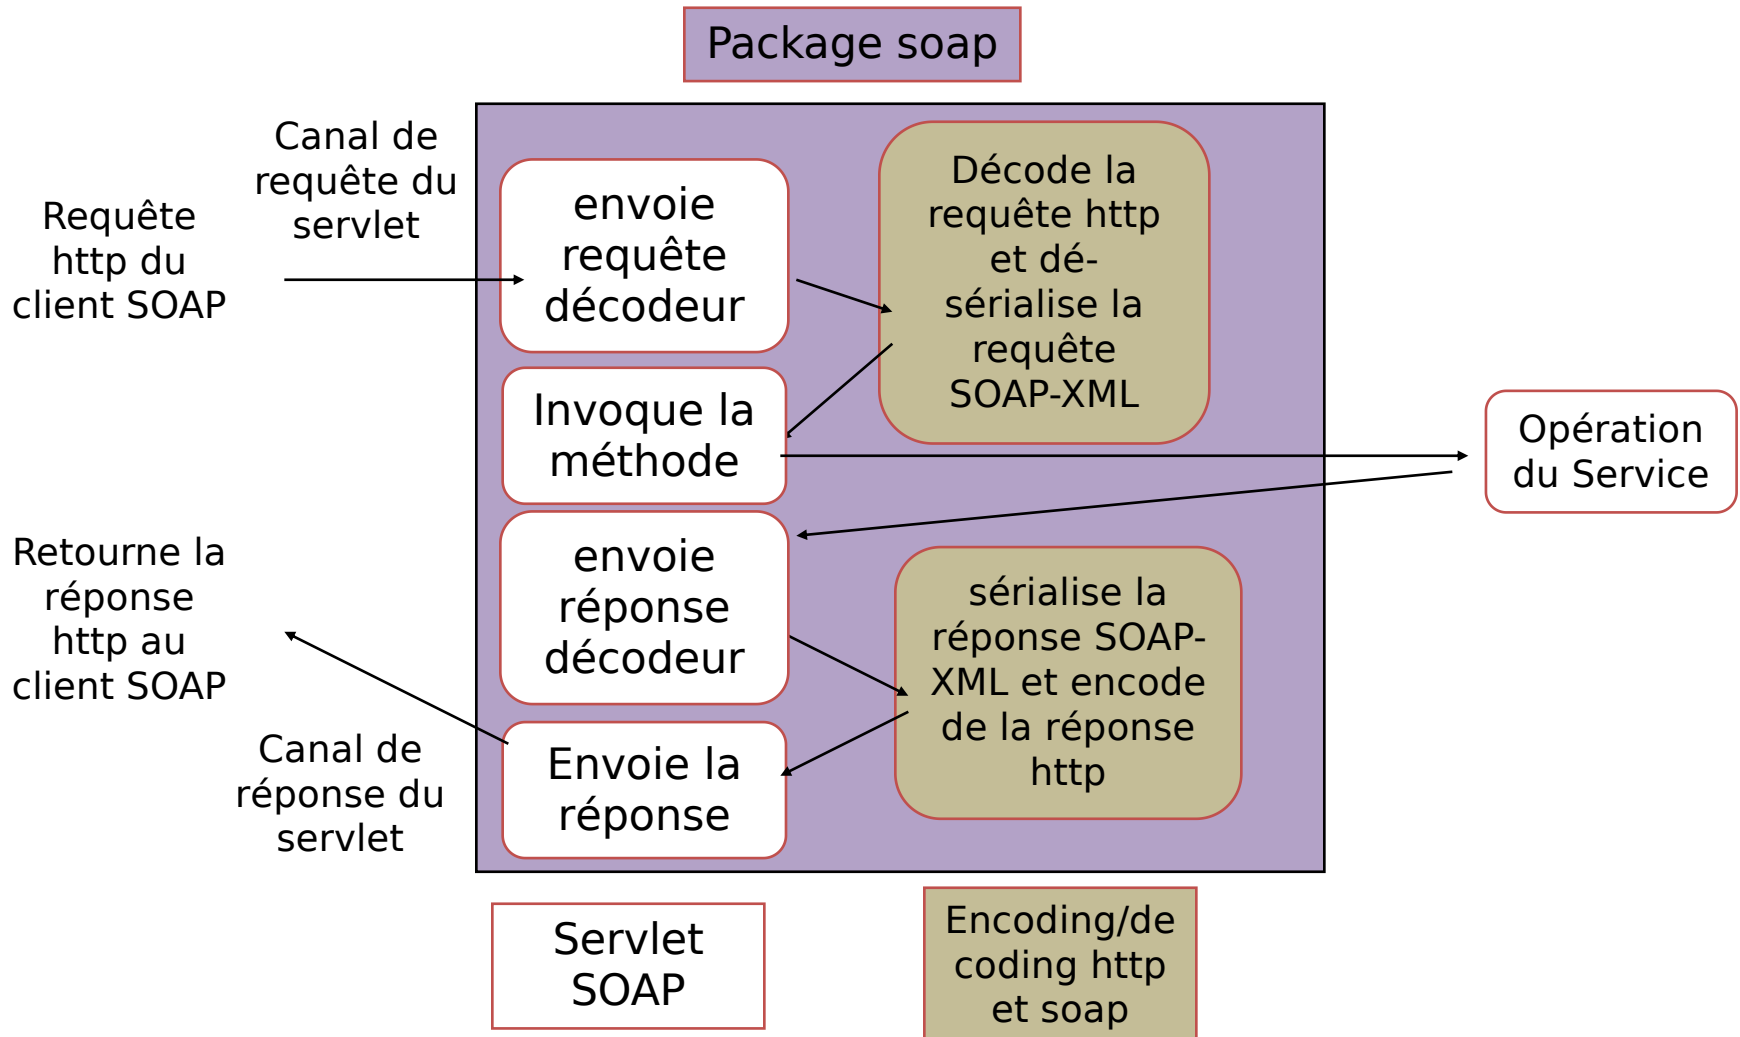 Package soap
Canal de
requête du
servlet
Requête
http du
client SOAP
envoie
requête
décodeur
Décode la
requête http
et dé-
sérialise la
requête
SOAP-XML
Invoque la
méthode
Opération
du Service
envoie
réponse
décodeur
sérialise la
réponse SOAP-
XML et encode
de la réponse
http
Retourne la
réponse
http au
client SOAP
Envoie la
réponse
Canal de
réponse du
servlet
Servlet
SOAP
Encoding/de
coding http
et soap